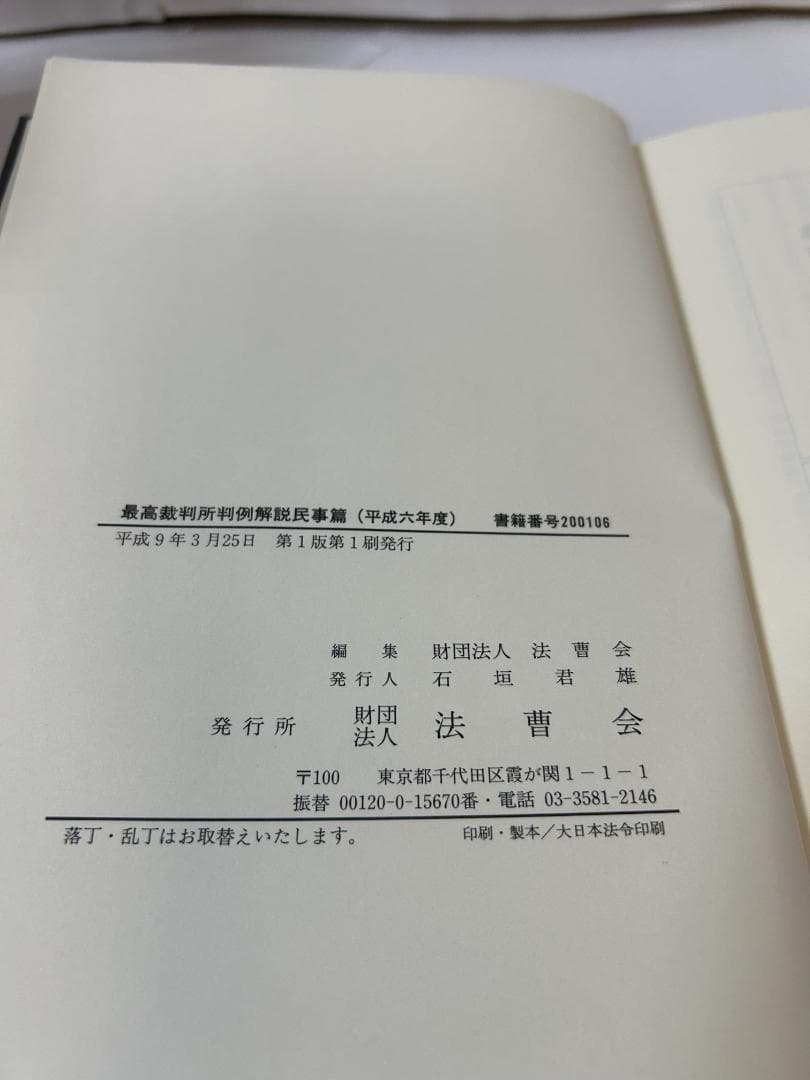 最高裁判所判例解説民事篇（平成六年度）　書籍番号200106
平成9年3月25日　第1版第1刷発行
編　集　財団法人　法　曹　会
発行人　石　垣　君　雄
発行所　財団法人　法　曹　会
〒100　東京都千代田区霞が関1－1－1
振替 00120-0-15670番・電話 03-3581-2146
落丁・乱丁はお取替えいたします。　印刷・製本／大日本法令印刷